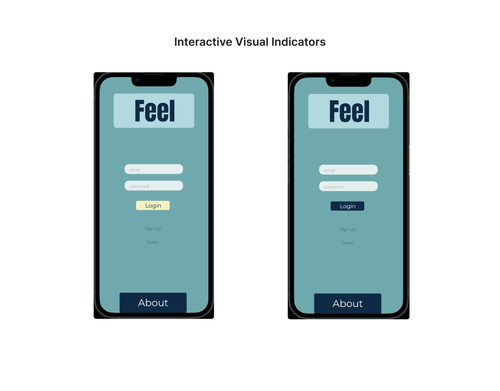 Interactive Visual Indicators
Feel
email
password
Login
Sign Up
Guest
About
Feel
email
password
Login
Sign Up
Guest
About